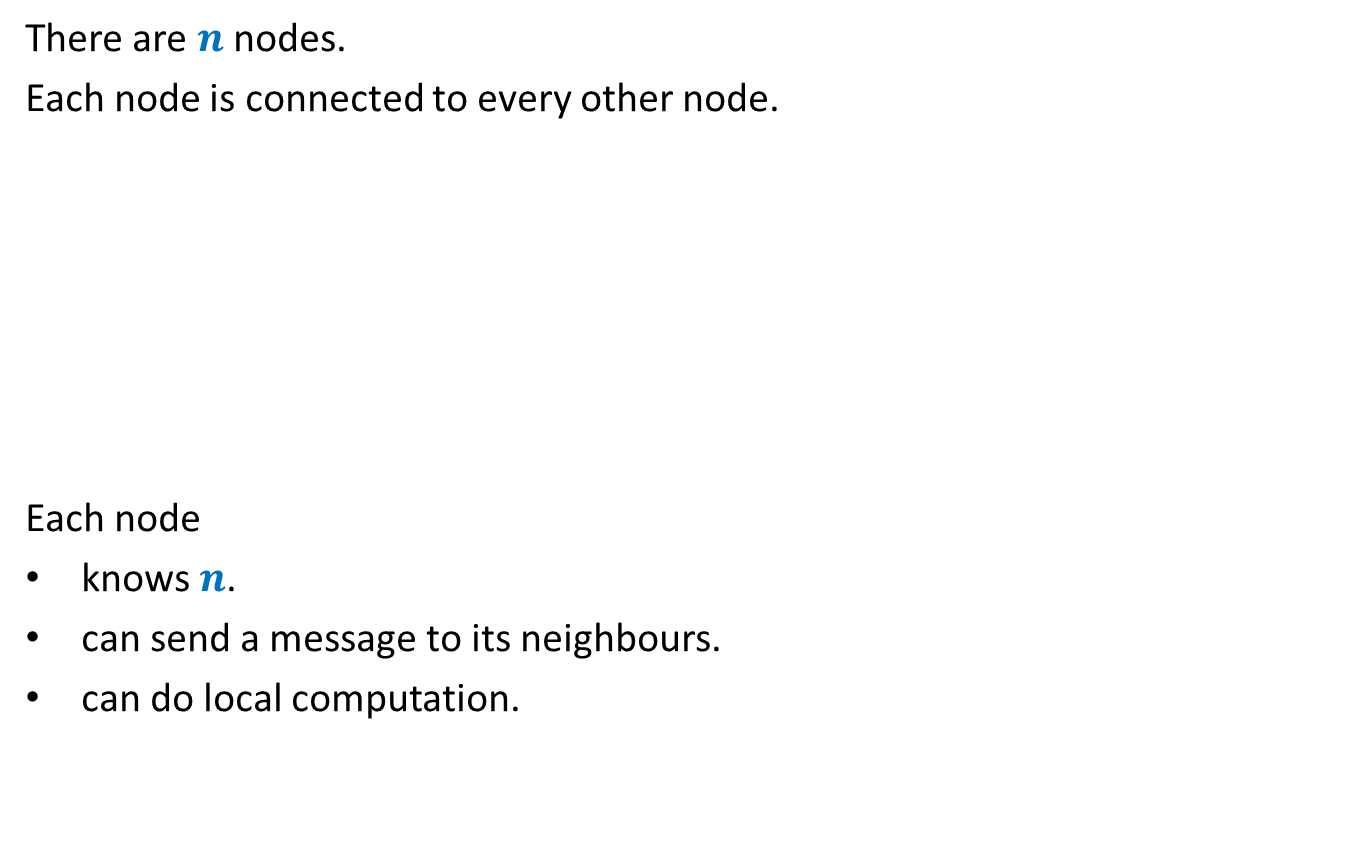 There are n nodes.
Each node is connected to every other node.
Each node
• knows n.
• can send a message to its neighbours.
• can do local computation.